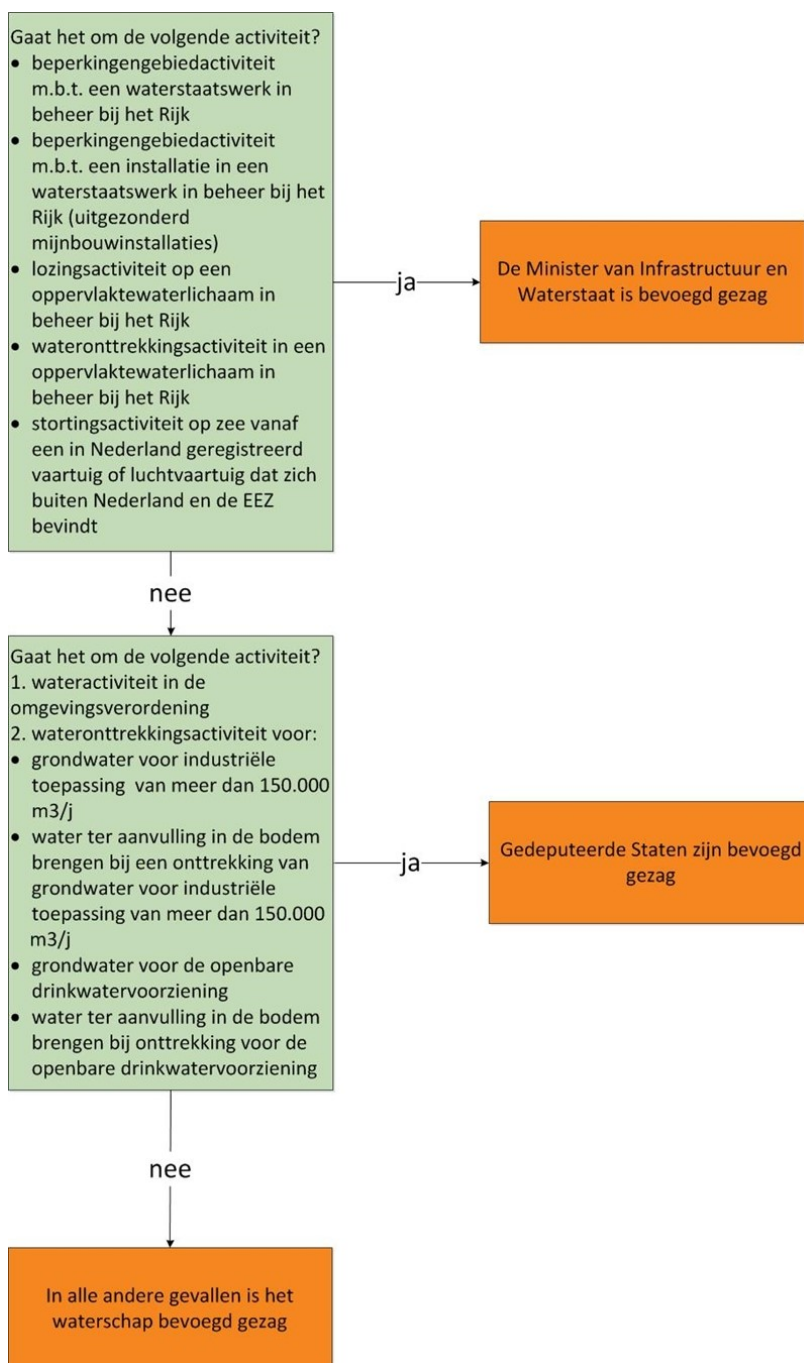 Gaat het om de volgende activiteit?
• beperkingengebiedactiviteit
m.b.t. een waterstaatswerk in
beheer bij het Rijk
• beperkingengebiedactiviteit
m.b.t. een installatie in een
waterstaatswerk in beheer bij het
Rijk (uitgezonderd
mijnbouwinstallaties)
• lozingsactiviteit op een
oppervlaktewaterlichaam in
beheer bij het Rijk
• wateronttrekkingsactiviteit in een
oppervlaktewaterlichaam in
beheer bij het Rijk
• stortingsactiviteit op zee vanaf
een in Nederland geregistreerd
vaartuig of luchtvaartuig dat zich
buiten Nederland en de EEZ
bevindt
ja
De Minister van Infrastructuur en
Waterstaat is bevoegd gezag
nee
Gaat het om de volgende activiteit?
1. wateractiviteit in de
omgevingsverordening
2. wateronttrekkingsactiviteit voor:
• grondwater voor industriële
toepassing van meer dan 150.000
m3/j
• water ter aanvulling in de bodem
brengen bij een onttrekking van
grondwater voor industriële
toepassing van meer dan 150.000
m3/j
• grondwater voor de openbare
drinkwatervoorziening
• water ter aanvulling in de bodem
brengen bij onttrekking voor de
openbare drinkwatervoorziening
ja
Gedeputeerde Staten zijn bevoegd
gezag
nee
In alle andere gevallen is het
waterschap bevoegd gezag